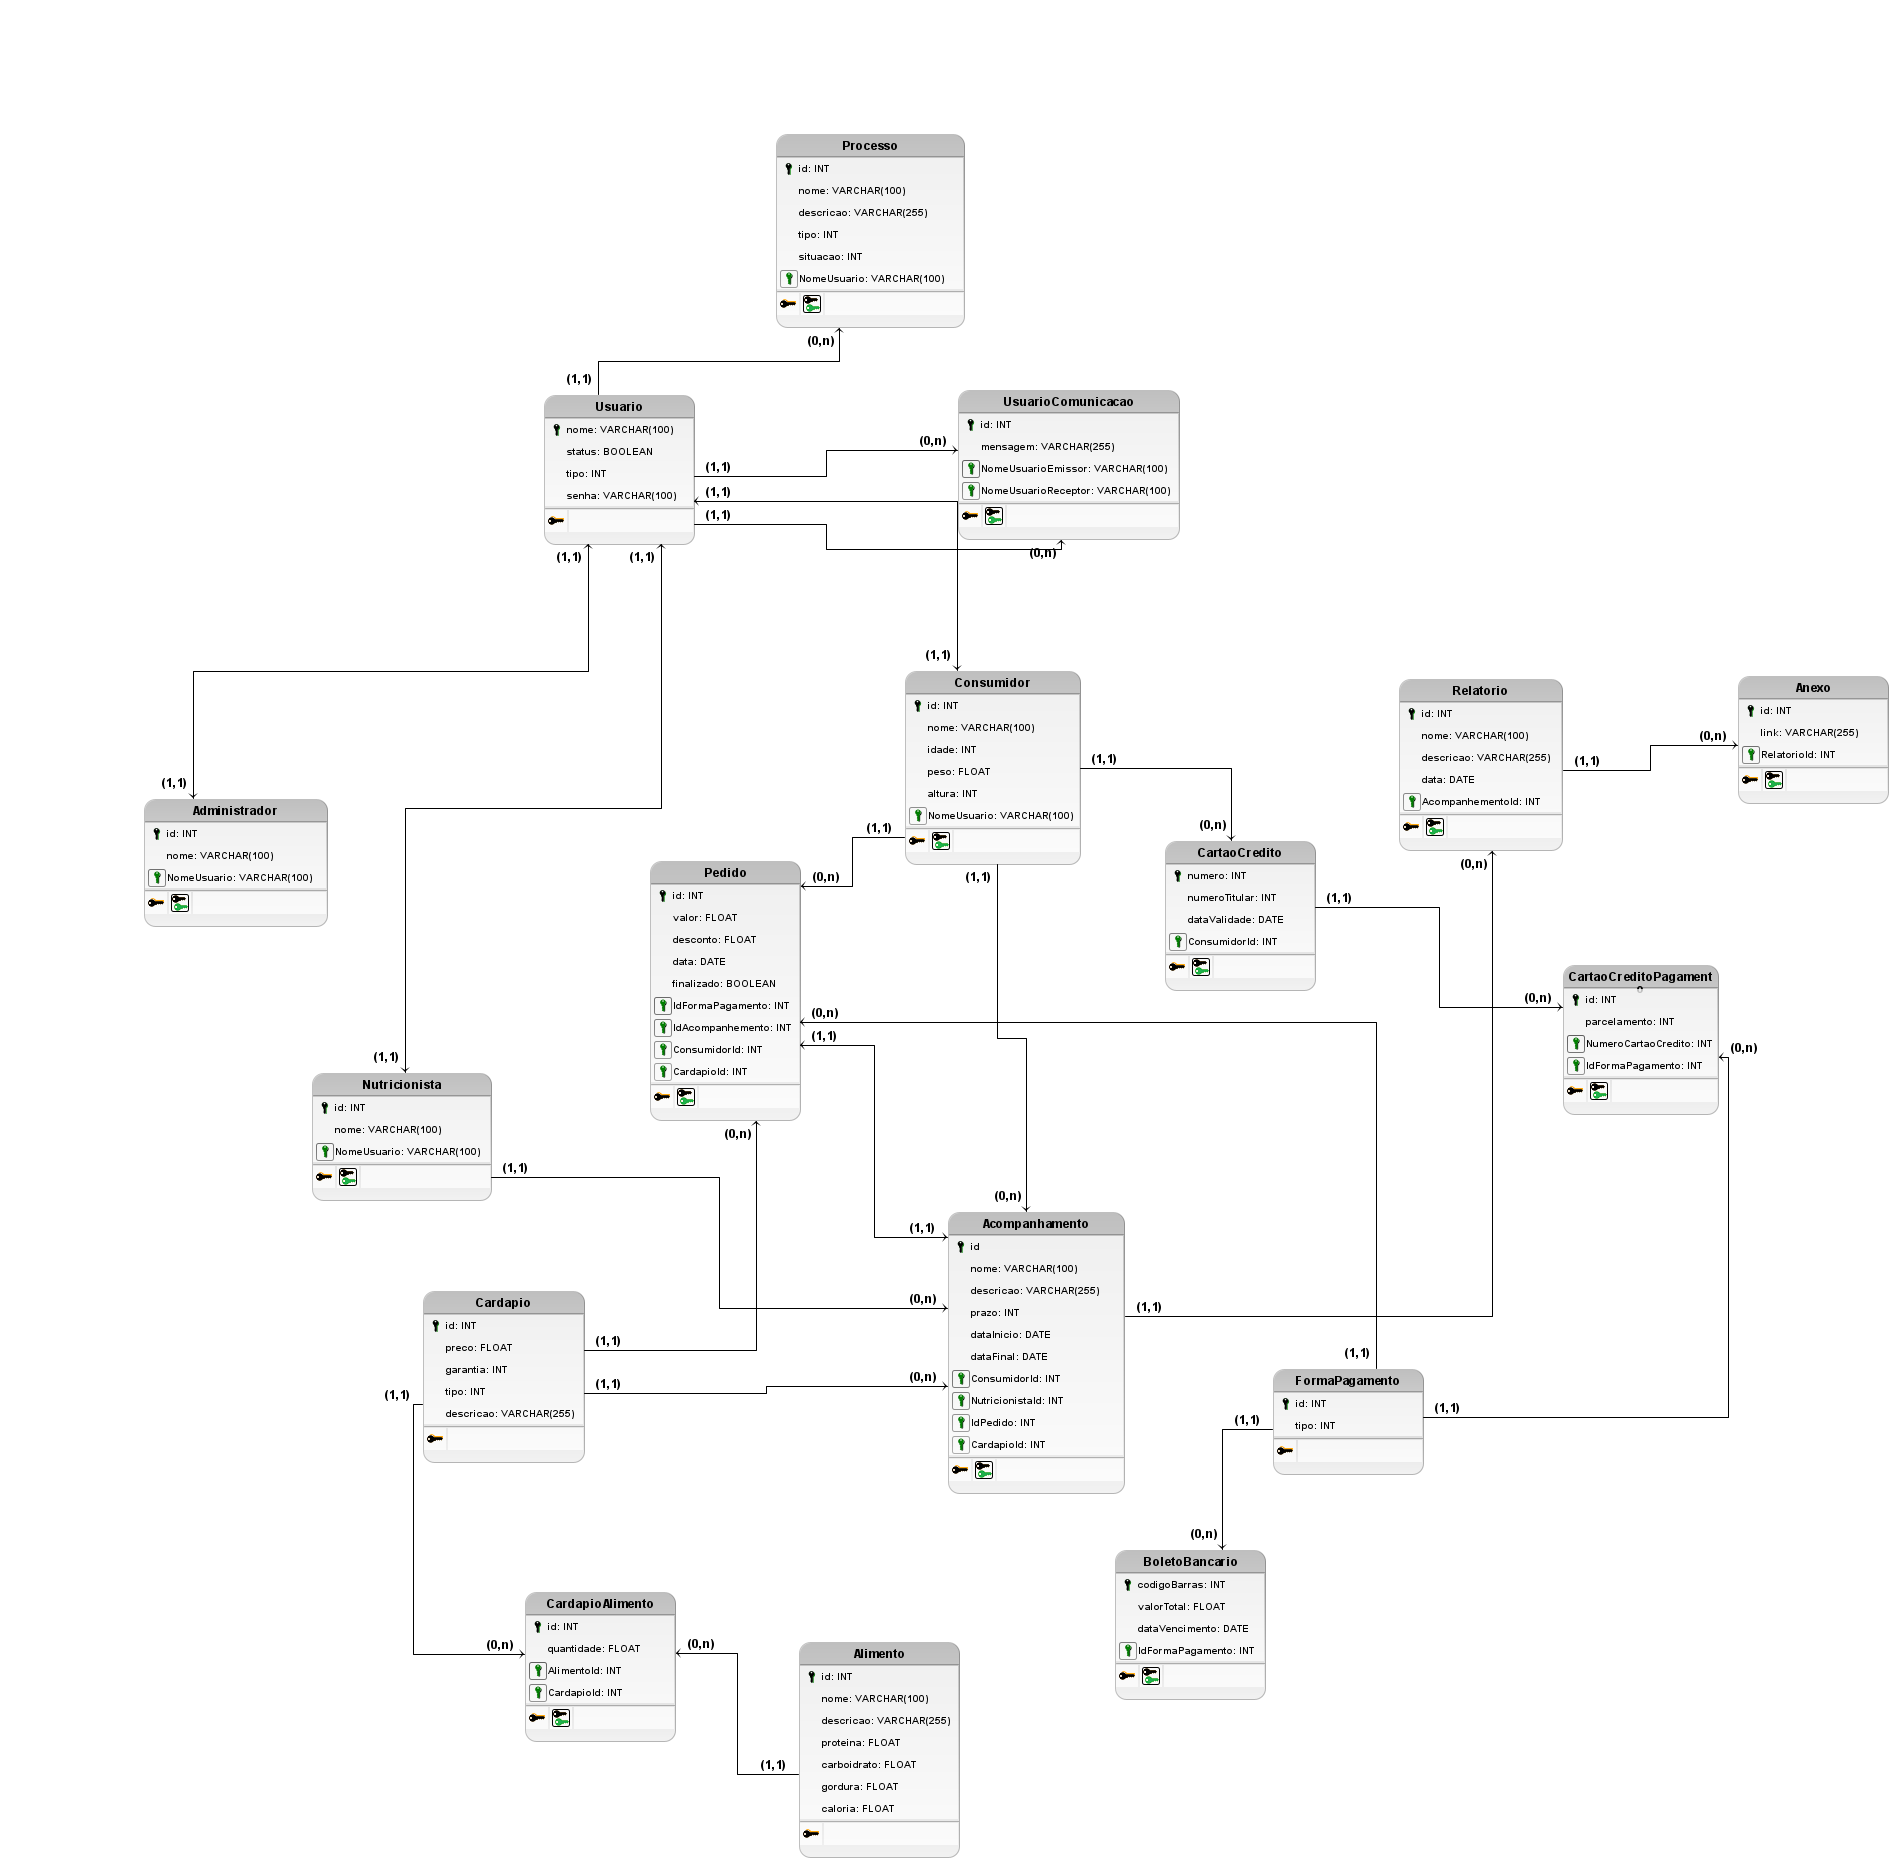 Processo
id: INT
nome: VARCHAR(100)
descricao: VARCHAR(255)
tipo: INT
situacao: INT
NomeUsuario: VARCHAR(100)
(0,n)
(1,1)
Usuario
nome: VARCHAR(100)
status: BOOLEAN
tipo: INT
senha: VARCHAR(100)
(1,1)
(1,1)
(1,1)
(1,1)
(1,1)
UsuarioComunicacao
id: INT
mensagem: VARCHAR(255)
NomeUsuarioEmissor: VARCHAR(100)
NomeUsuarioReceptor: VARCHAR(100)
(0,n)
(0,n)
(1,1)
Consumidor
id: INT
nome: VARCHAR(100)
idade: INT
peso: FLOAT
altura: INT
NomeUsuario: VARCHAR(100)
(1,1)
(1,1)
(1,1)
Relatorio
id: INT
nome: VARCHAR(100)
descricao: VARCHAR(255)
data: DATE
AcompanhementoId: INT
(1,1)
(0,n)
(0,n)
Anexo
id: INT
link: VARCHAR(255)
RelatorioId: INT
(1,1)
Administrador
id: INT
nome: VARCHAR(100)
NomeUsuario: VARCHAR(100)
(0,n)
CartaoCredito
numero: INT
numeroTitular: INT
dataValidade: DATE
ConsumidorId: INT
(1,1)
Pedido
id: INT
valor: FLOAT
desconto: FLOAT
data: DATE
finalizado: BOOLEAN
IdFormaPagamento: INT
IdAcompanhemento: INT
ConsumidorId: INT
CardapioId: INT
(0,n)
(0,n)
(1,1)
(0,n)
(0,n)
CartaoCreditoPagament
o
id: INT
parcelamento: INT
NumeroCartaoCredito: INT
IdFormaPagamento: INT
(0,n)
(1,1)
Nutricionista
id: INT
nome: VARCHAR(100)
NomeUsuario: VARCHAR(100)
(1,1)
(0,n)
(1,1)
(0,n)
(0,n)
Acompanhamento
id
nome: VARCHAR(100)
descricao: VARCHAR(255)
prazo: INT
dataInicio: DATE
dataFinal: DATE
ConsumidorId: INT
NutricionistaId: INT
IdPedido: INT
CardapioId: INT
(1,1)
Cardapio
id: INT
preco: FLOAT
garantia: INT
tipo: INT
descricao: VARCHAR(255)
(1,1)
(1,1)
(1,1)
(1,1)
FormaPagamento
id: INT
tipo: INT
(1,1)
(1,1)
(0,n)
BoletoBancario
codigoBarras: INT
valorTotal: FLOAT
dataVencimento: DATE
IdFormaPagamento: INT
CardapioAlimento
id: INT
quantidade: FLOAT
AlimentoId: INT
CardapioId: INT
(0,n)
(0,n)
(1,1)
Alimento
id: INT
nome: VARCHAR(100)
descricao: VARCHAR(255)
proteina: FLOAT
carboidrato: FLOAT
gordura: FLOAT
caloria: FLOAT